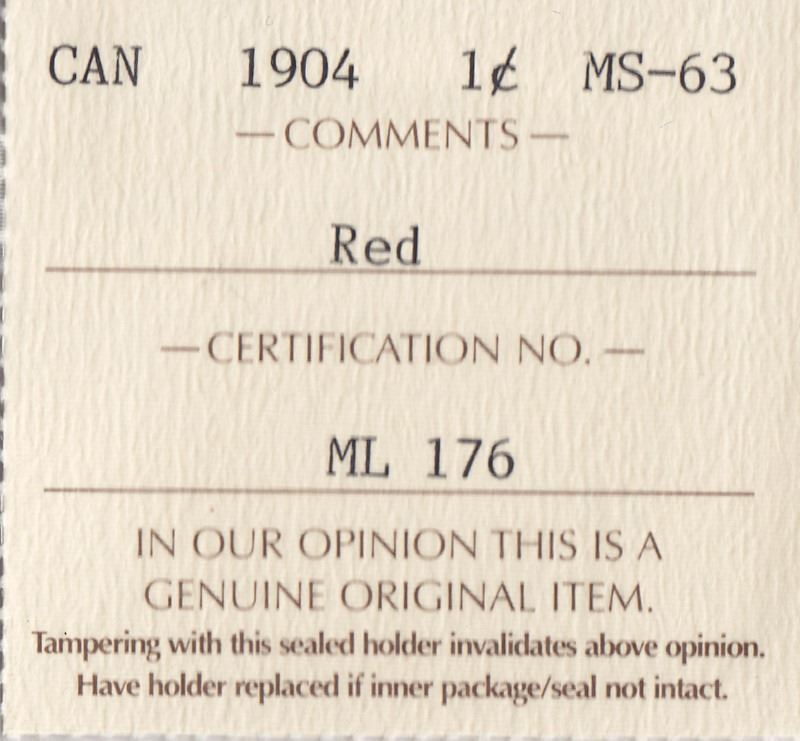 CAN 1904 1¢ MS-63
— COMMENTS —
Red
— CERTIFICATION NO. —
ML 176
IN OUR OPINION THIS IS A
GENUINE ORIGINAL ITEM.
Tampering with this sealed holder invalidates above opinion.
Have holder replaced if inner package/seal not intact.